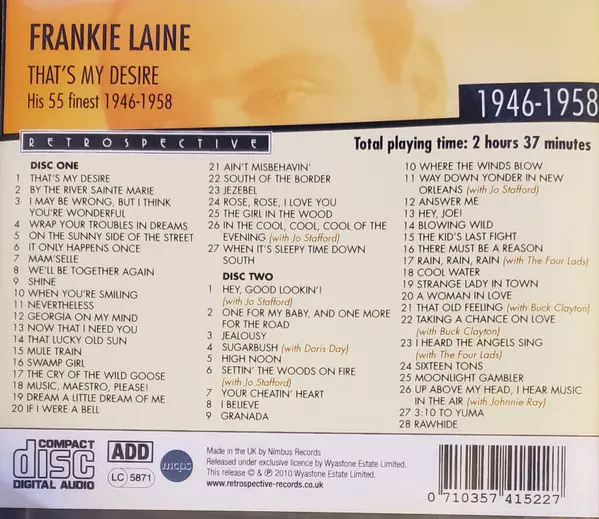 FRANKIE LAINE
THAT'S MY DESIRE
His 55 finest 1946-1958
1946-1958
RETROSPECTIVE
Total playing time: 2 hours 37 minutes
DISC ONE
1 THAT'S MY DESIRE
2 BY THE RIVER SAINTE MARIE
3 I MAY BE WRONG, BUT I THINK
YOU'RE WONDERFUL
4 WRAP YOUR TROUBLES IN DREAMS
5 ON THE SUNNY SIDE OF THE STREET
6 IT ONLY HAPPENS ONCE
7 MAM'SELLE
8 WE'LL BE TOGETHER AGAIN
9 SHINE
10 WHEN YOU'RE SMILING
11 NEVERTHELESS
12 GEORGIA ON MY MIND
13 NOW THAT I NEED YOU
14 THAT LUCKY OLD SUN
15 MULE TRAIN
16 SWAMP GIRL
17 THE CRY OF THE WILD GOOSE
18 MUSIC, MAESTRO, PLEASE!
19 DREAM A LITTLE DREAM OF ME
20 IF I WERE A BELL
21 AIN'T MISBEHAVIN'
22 SOUTH OF THE BORDER
23 JEZEBEL
24 ROSE, ROSE, I LOVE YOU
25 THE GIRL IN THE WOOD
26 IN THE COOL, COOL, COOL OF THE
EVENING (with Jo Stafford)
27 WHEN IT'S SLEEPY TIME DOWN
SOUTH
DISC TWO
1 HEY, GOOD LOOKIN'!
(with Jo Stafford)
2 ONE FOR MY BABY, AND ONE MORE
FOR THE ROAD
3 JEALOUSY
4 SUGARBUSH (with Doris Day)
5 HIGH NOON
6 SETTIN' THE WOODS ON FIRE
(with Jo Stafford)
7 YOUR CHEATIN' HEART
8 I BELIEVE
9 GRANADA
10 WHERE THE WINDS BLOW
11 WAY DOWN YONDER IN NEW
ORLEANS (with Jo Stafford)
12 ANSWER ME
13 HEY, JOE!
14 BLOWING WILD
15 THE KID'S LAST FIGHT
16 THERE MUST BE A REASON
17 RAIN, RAIN, RAIN (with The Four Lads)
18 COOL WATER
19 STRANGE LADY IN TOWN
20 A WOMAN IN LOVE
21 THAT OLD FEELING (with Buck Clayton)
22 TAKING A CHANCE ON LOVE
(with Buck Clayton)
23 I HEARD THE ANGELS SING
(with The Four Lads)
24 SIXTEEN TONS
25 MOONLIGHT GAMBLER
26 UP ABOVE MY HEAD, I HEAR MUSIC
IN THE AIR (with Johnnie Ray)
27 3:10 TO YUMA
28 RAWHIDE
COMPACT
disc
DIGITAL AUDIO
ADD
LC 5871
mcps
Made in the UK by Nimbus Records
Released under exclusive licence by Wyastone Estate Limited.
This release © & ℗ 2010 Wyastone Estate Limited.
www.retrospective-records.co.uk
0 710357 415227